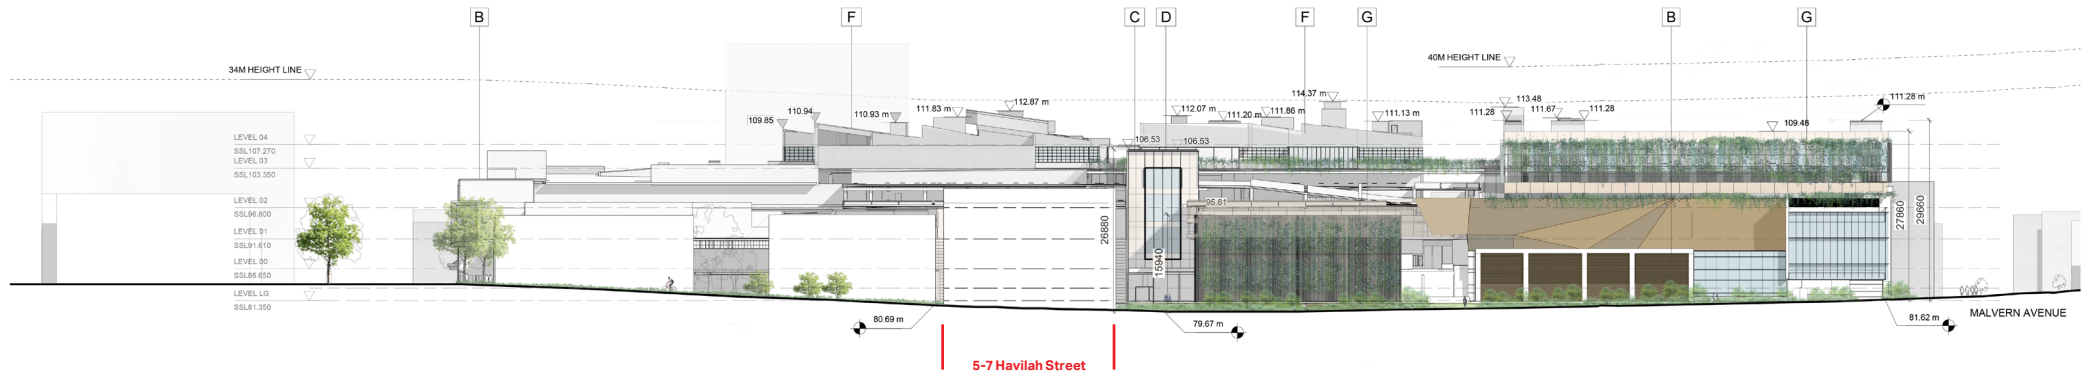 B
F
C
D
F
G
B
G
34M HEIGHT LINE
40M HEIGHT LINE
109.85
110.94
110.93 m
111.83 m
112.87 m
106.53
106.53
112.07 m
111.20 m
111.86 m
114.37 m
111.13 m
111.28
113.48
111.67
111.28
109.48
111.28 m
LEVEL 04
SSL107.270
LEVEL 03
SSL103.350
LEVEL 02
SSL96.800
LEVEL 01
SSL91.610
LEVEL 00
SSL86.650
LEVEL LG
SSL81.350
95.61
26880
15940
27860
29660
80.69 m
79.67 m
81.62 m
MALVERN AVENUE
5-7 Havilah Street